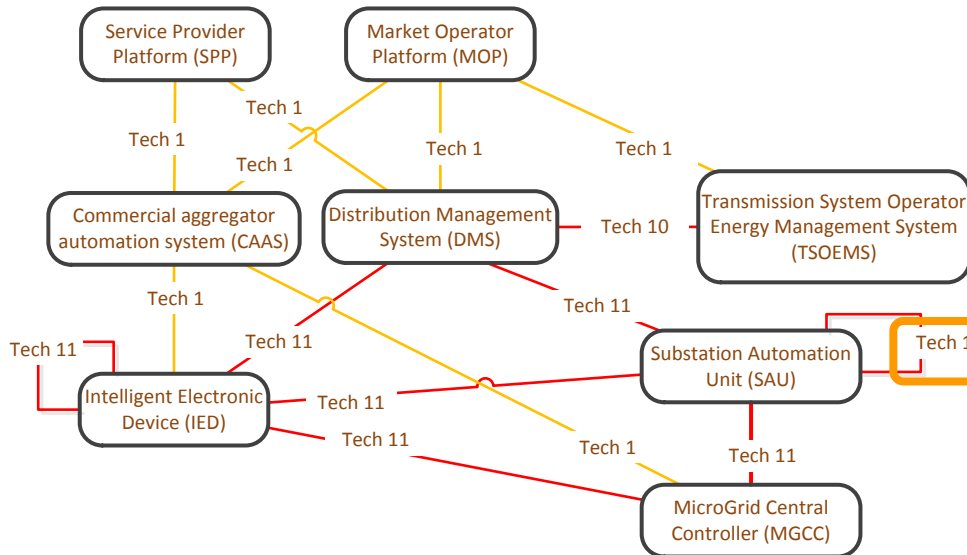 Service Provider
Platform (SPP)
Market Operator
Platform (MOP)
Tech 1
Tech 1
Tech 1
Tech 1
Tech 1
Commercial aggregator
automation system (CAAS)
Distribution Management
System (DMS)
Tech 10
Transmission System Operator
Energy Management System
(TSOEMS)
Tech 1
Tech 11
Tech 11
Tech 11
Substation Automation
Unit (SAU)
Tech 1
Intelligent Electronic
Device (IED)
Tech 11
Tech 11
Tech 1
Tech 11
MicroGrid Central
Controller (MGCC)